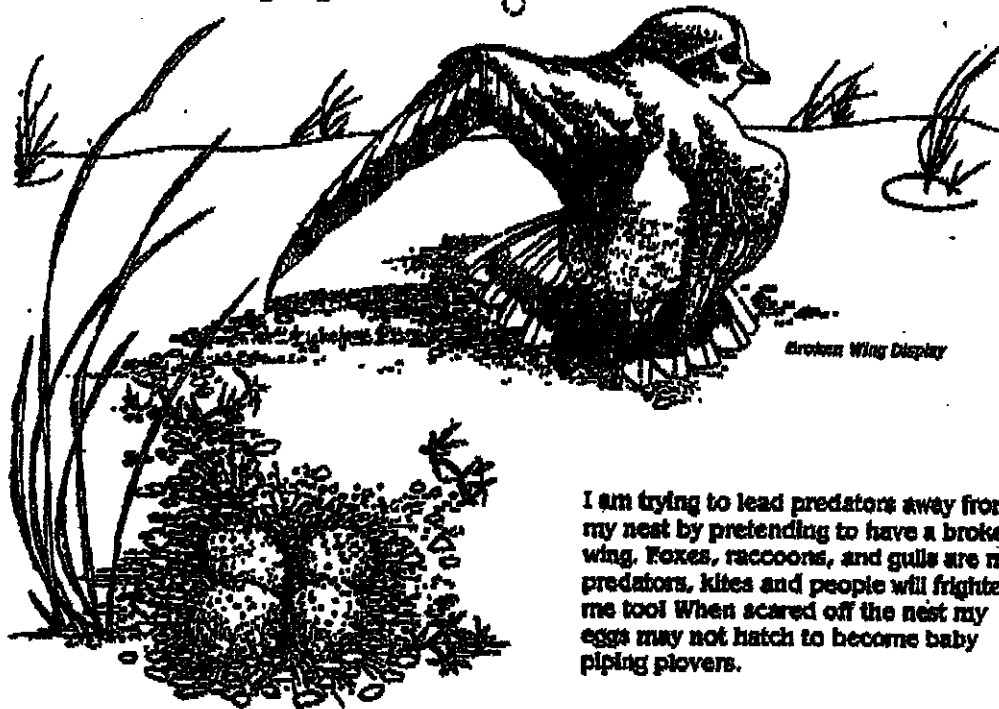 Broken Wing Display
I am trying to lead predators away from
my nest by pretending to have a broke
wing. Foxes, raccoons, and gulls are m
predators, kites and people will frighte
me too! When scared off the nest my
eggs may not hatch to become baby
piping plovers.